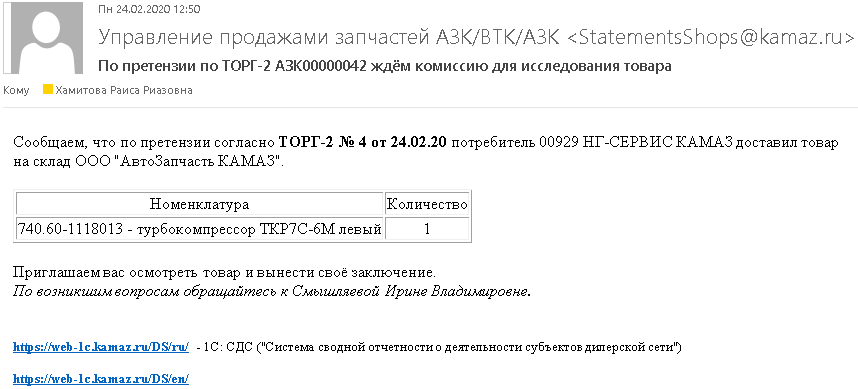 Пн 24.02.2020 12:50
Управление продажами запчастей АЗК/ВТК/АЗК <StatementsShops@kamaz.ru>
По претензии по ТОРГ-2 АЗК00000042 ждём комиссию для исследования товара
Кому Хамитова Раиса Риазовна
Сообщаем, что по претензии согласно ТОРГ-2 № 4 от 24.02.20 потребитель 00929 НГ-СЕРВИС КАМАЗ доставил товар
на склад ООО "АвтоЗапчасть КАМАЗ".
Номенклатура Количество
740.60-1118013 - турбокомпрессор ТКР7С-6М левый 1
Приглашаем вас осмотреть товар и вынести своё заключение.
По возникшим вопросам обращайтесь к Смышляевой Ирине Владимировне.
https://web-1c.kamaz.ru/DS/ru/ - 1С: СДС ("Система сводной отчетности о деятельности субъектов дилерской сети")
https://web-1c.kamaz.ru/DS/en/